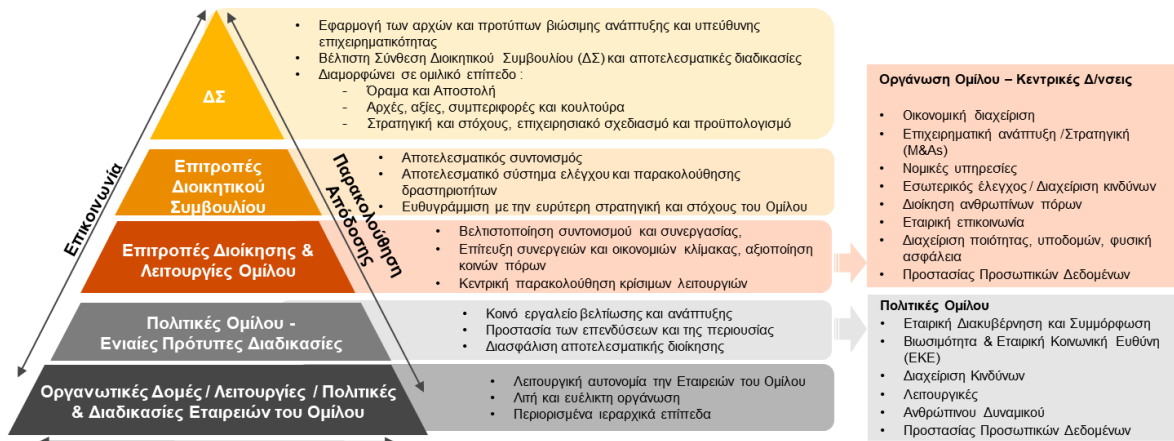 ΔΣ
Επικοινωνία
Παρακολούθηση
Απόδοσης
• Εφαρμογή των αρχών και προτύπων βιώσιμης ανάπτυξης και υπεύθυνης
επιχειρηματικότητας
• Βέλτιστη Σύνθεση Διοικητικού Συμβουλίου (ΔΣ) και αποτελεσματικές διαδικασίες
• Διαμορφώνει σε ομιλικό επίπεδο :
- Όραμα και Αποστολή
- Αρχές, αξίες, συμπεριφορές και κουλτούρα
- Στρατηγική και στόχους, επιχειρησιακό σχεδιασμό και προϋπολογισμό
Επιτροπές
Διοικητικού
Συμβουλίου
• Αποτελεσματικός συντονισμός
• Αποτελεσματικό σύστημα ελέγχου και παρακολούθησης
δραστηριοτήτων
• Ευθυγράμμιση με την ευρύτερη στρατηγική και στόχους του Ομίλου
Επιτροπές Διοίκησης &
Λειτουργίες Ομίλου
• Βελτιστοποίηση συντονισμού και συνεργασίας,
• Επίτευξη συνεργειών και οικονομιών κλίμακας, αξιοποίηση
κοινών πόρων
• Κεντρική παρακολούθηση κρίσιμων λειτουργιών
Πολιτικές Ομίλου -
Ενιαίες Πρότυπες Διαδικασίες
• Κοινό εργαλείο βελτίωσης και ανάπτυξης
• Προστασία των επενδύσεων και της περιουσίας
• Διασφάλιση αποτελεσματικής διοίκησης
Οργανωτικές Δομές / Λειτουργίες / Πολιτικές
& Διαδικασίες Εταιρειών του Ομίλου
• Λειτουργική αυτονομία την Εταιρειών του Ομίλου
• Λιτή και ευέλικτη οργάνωση
• Περιορισμένα ιεραρχικά επίπεδα
Οργάνωση Ομίλου – Κεντρικές Δ/νσεις
• Οικονομική διαχείριση
• Επιχειρηματική ανάπτυξη /Στρατηγική
(M&As)
• Νομικές υπηρεσίες
• Εσωτερικός έλεγχος / Διαχείριση κινδύνων
• Διοίκηση ανθρωπίνων πόρων
• Εταιρική επικοινωνία
• Διαχείριση ποιότητας, υποδομών, φυσική
ασφάλεια
• Προστασίας Προσωπικών Δεδομένων
Πολιτικές Ομίλου
• Εταιρική Διακυβέρνηση και Συμμόρφωση
• Βιωσιμότητα & Εταιρική Κοινωνική Ευθύνη
(ΕΚΕ)
• Διαχείριση Κινδύνων
• Λειτουργικές
• Ανθρώπινου Δυναμικού
• Προστασίας Προσωπικών Δεδομένων